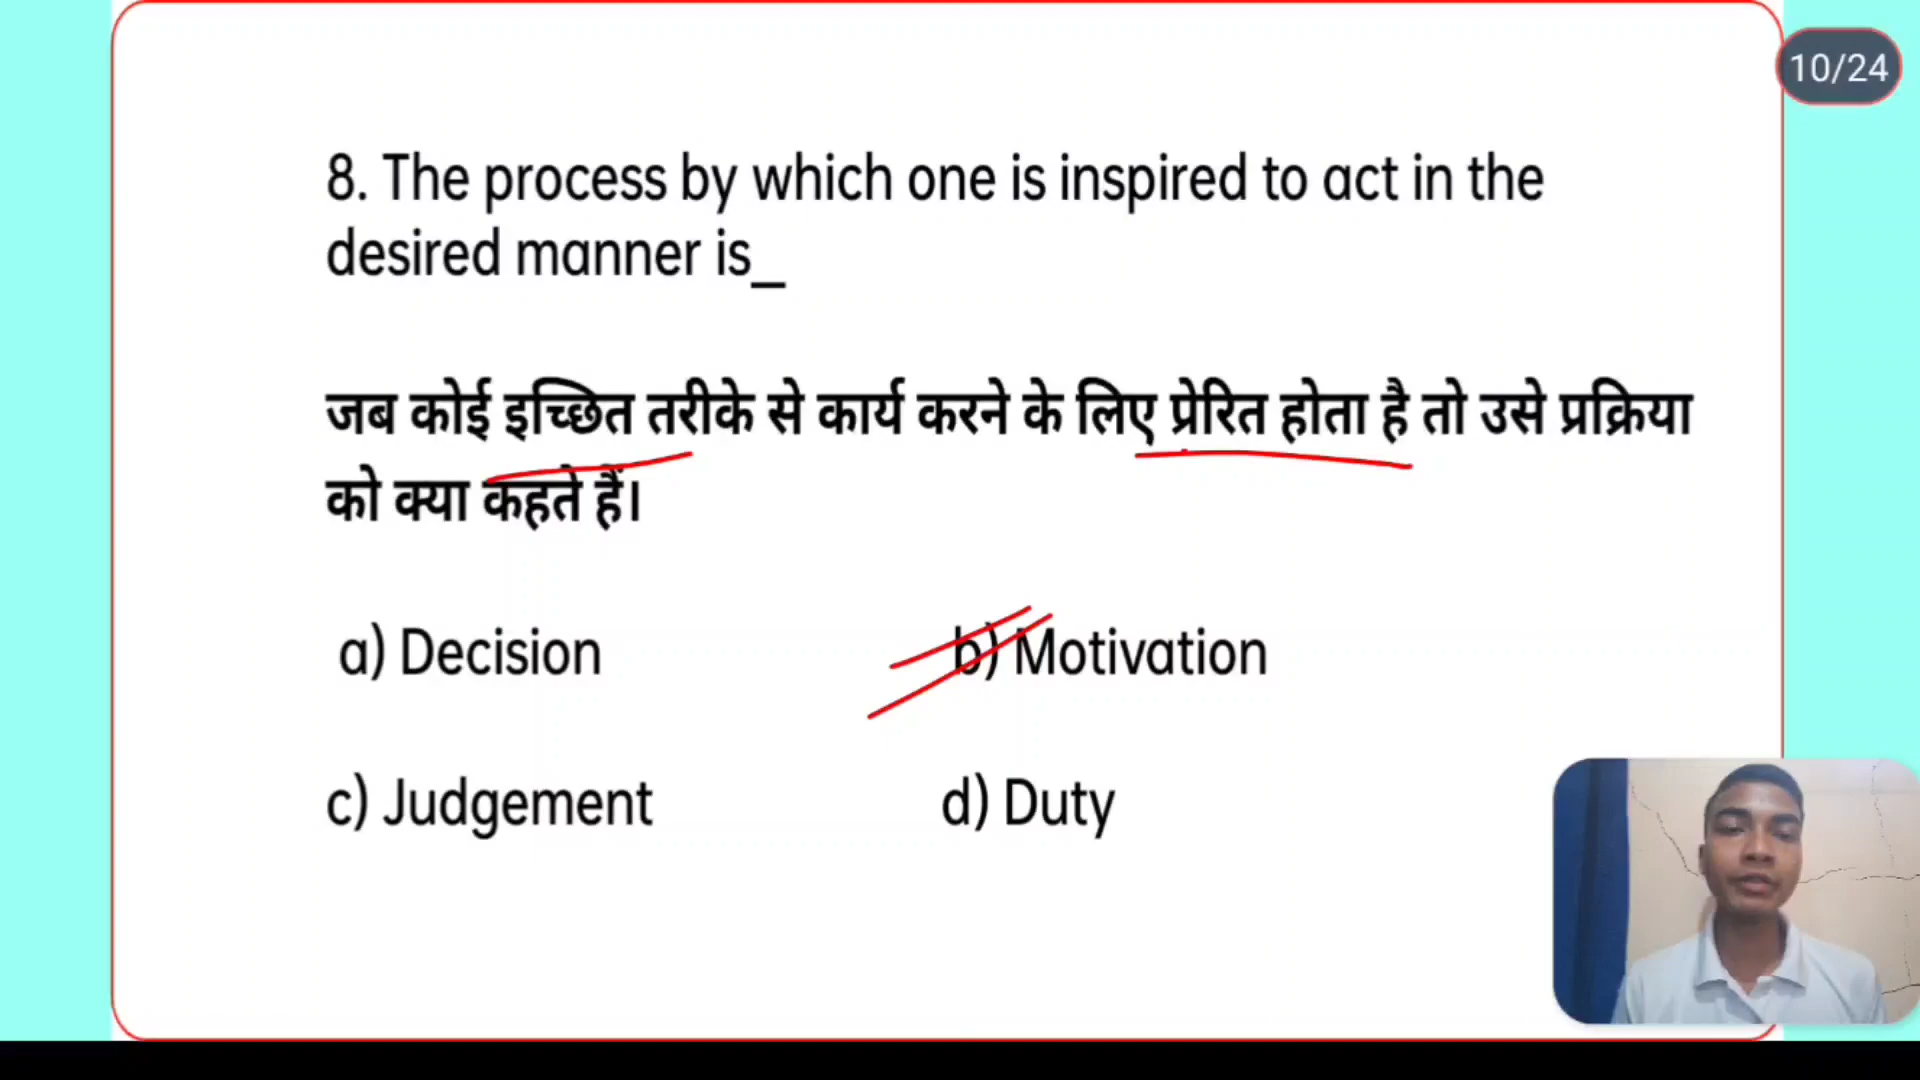 10/24
8. The process by which one is inspired to act in the
desired manner is_
जब कोई इच्छित तरीके से कार्य करने के लिए प्रेरित होता है तो उसे प्रक्रिया
को क्या कहते हैं।
a) Decision b) Motivation
c) Judgement d) Duty